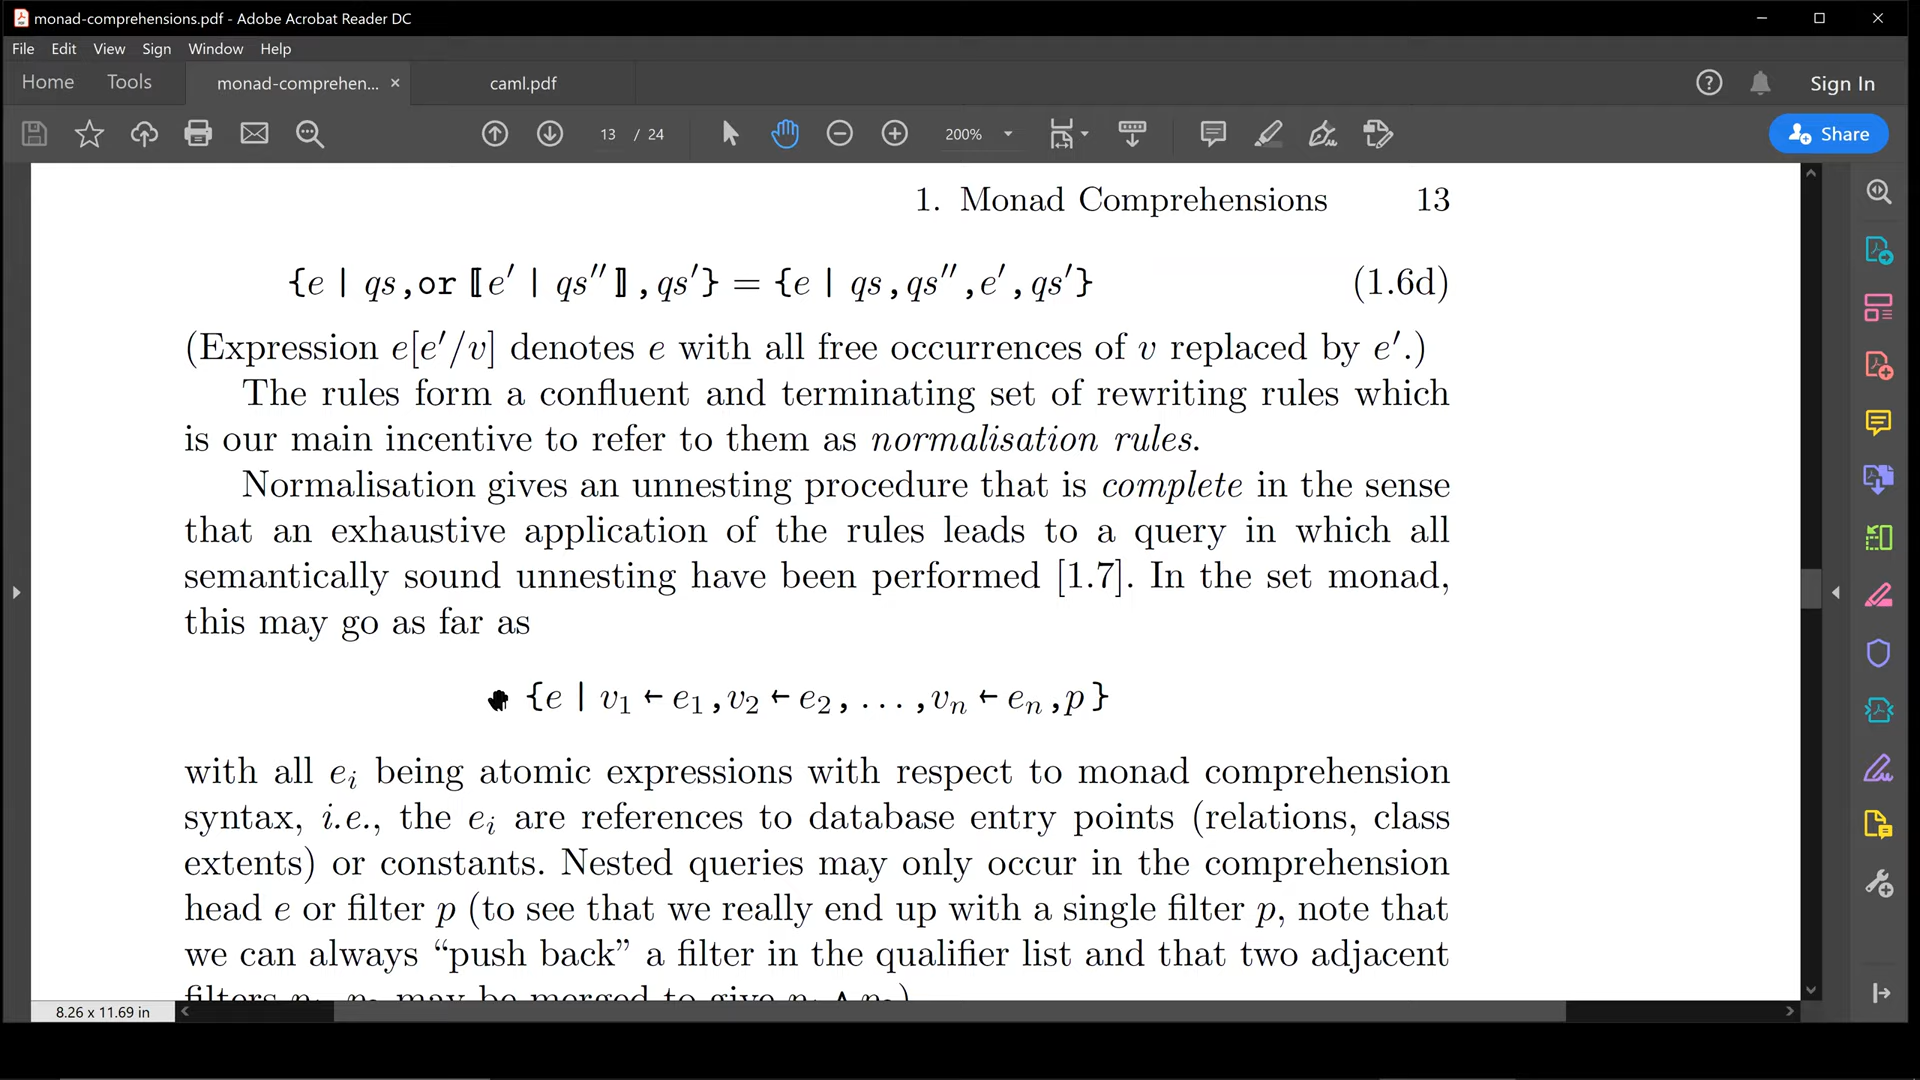 monad-comprehensions.pdf - Adobe Acrobat Reader DC
File Edit View Sign Window Help
Home Tools monad-comprehen... × caml.pdf Sign In
13 / 24 200% Share
1. Monad Comprehensions 13
{e | qs,or⟦e′ | qs″⟧,qs′} = {e | qs,qs″,e′,qs′} (1.6d)
(Expression e[e′/v] denotes e with all free occurrences of v replaced by e′.)
The rules form a confluent and terminating set of rewriting rules which
is our main incentive to refer to them as normalisation rules.
Normalisation gives an unnesting procedure that is complete in the sense
that an exhaustive application of the rules leads to a query in which all
semantically sound unnesting have been performed [1.7]. In the set monad,
this may go as far as
{e | v₁ ← e₁,v₂ ← e₂,...,vₙ ← eₙ,p}
with all eᵢ being atomic expressions with respect to monad comprehension
syntax, i.e., the eᵢ are references to database entry points (relations, class
extents) or constants. Nested queries may only occur in the comprehension
head e or filter p (to see that we really end up with a single filter p, note that
we can always “push back” a filter in the qualifier list and that two adjacent
filters may be merged to give
8.26 x 11.69 in